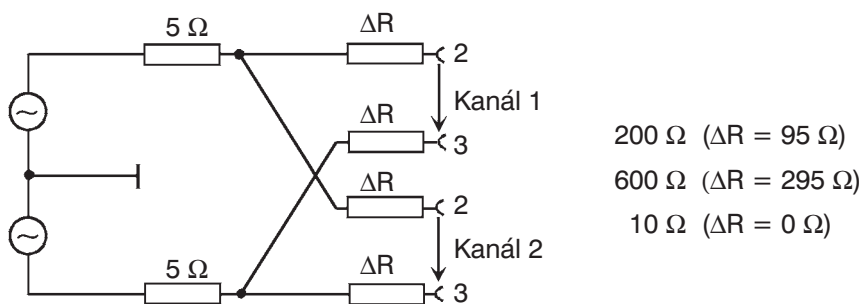 5 Ω
ΔR
2
Kanál 1
ΔR
3
ΔR
2
Kanál 2
5 Ω
ΔR
3
200 Ω (ΔR = 95 Ω)
600 Ω (ΔR = 295 Ω)
10 Ω (ΔR = 0 Ω)